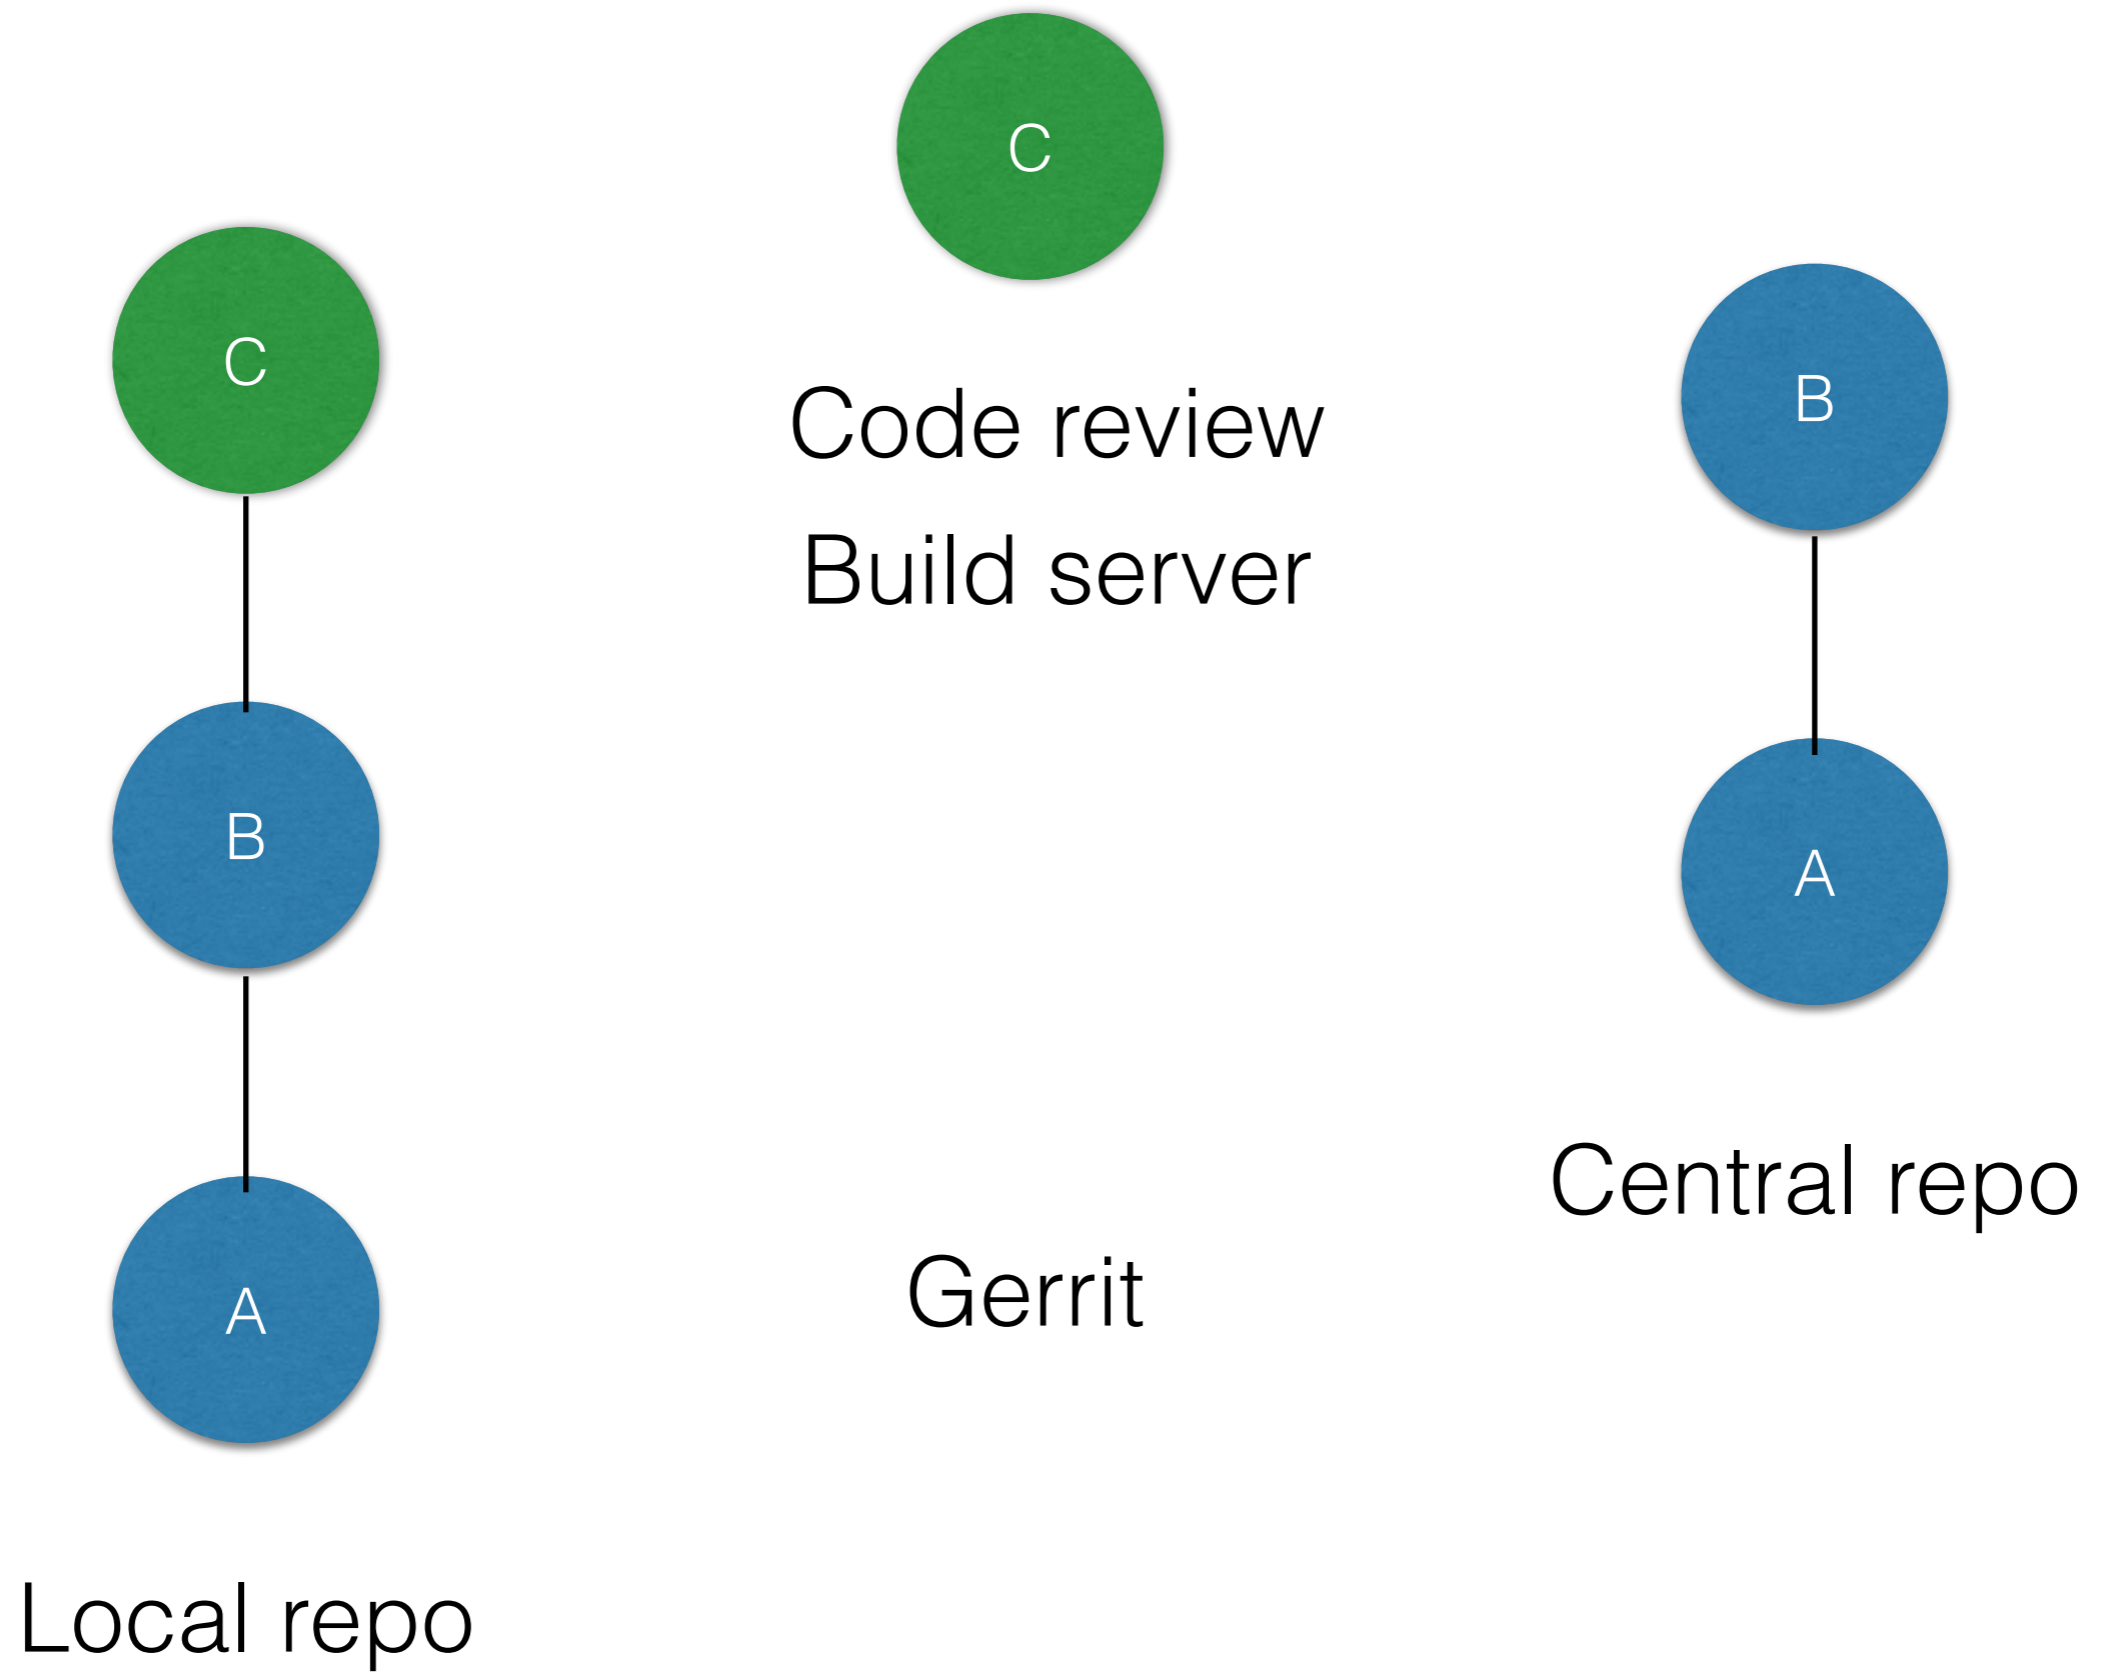 C
B
A
Local repo
C
Code review
Build server
Gerrit
B
A
Central repo